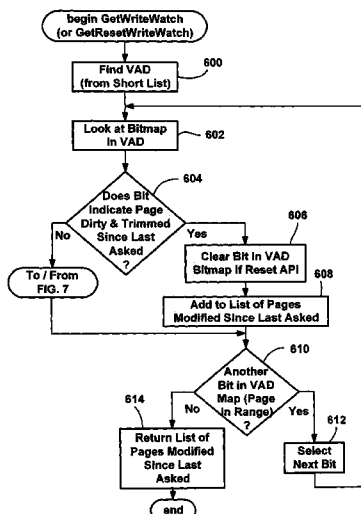 begin GetWriteWatch
(or GetResetWriteWatch)
600
Find VAD
(from Short List)
602
Look at Bitmap
In VAD
604
Does Bit
Indicate Page
Dirty & Trimmed
Since Last
Asked
?
No
Yes
606
To / From
FIG. 7
Clear Bit in VAD
Bitmap If Reset API
608
Add to List of Pages
Modified Since Last Asked
610
Another
Bit in VAD
Map (Page
in Range)
?
No
Yes
614
Return List of
Pages Modified
Since Last
Asked
612
Select
Next Bit
end